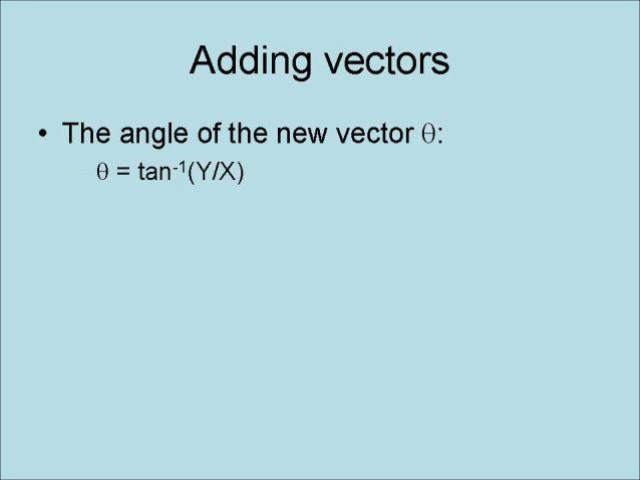 Adding vectors
• The angle of the new vector θ:
θ = tan⁻¹(Y/X)